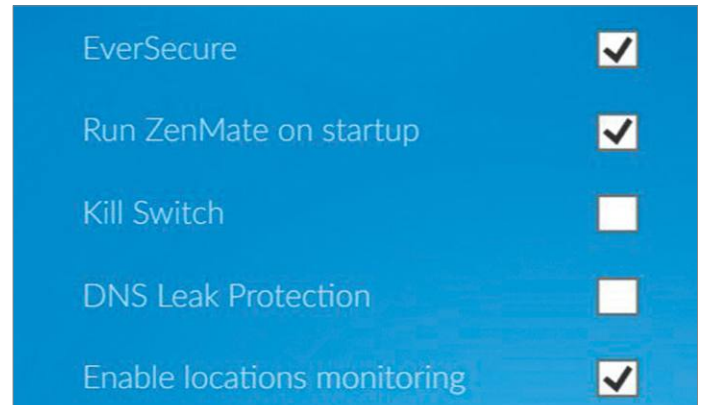 EverSecure
Run ZenMate on startup
Kill Switch
DNS Leak Protection
Enable locations monitoring